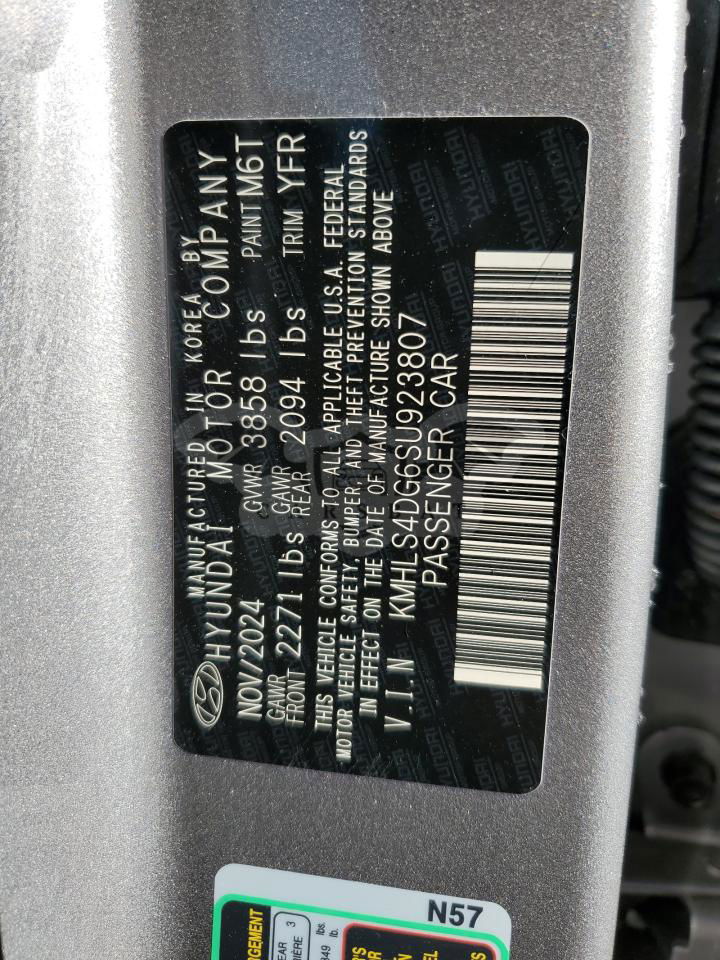 MANUFACTURED IN KOREA BY
HYUNDAI MOTOR COMPANY
NOV/2024 GVWR 3858 lbs PAINT M6T
GAWR FRONT 2271 lbs GAWR REAR 2094 lbs TRIM YFR
THIS VEHICLE CONFORMS TO ALL APPLICABLE U.S.A. FEDERAL
MOTOR VEHICLE SAFETY, BUMPER, AND THEFT PREVENTION STANDARDS
IN EFFECT ON THE DATE OF MANUFACTURE SHOWN ABOVE
V.I.N KMHLS4DG6SU923807
PASSENGER CAR
N57